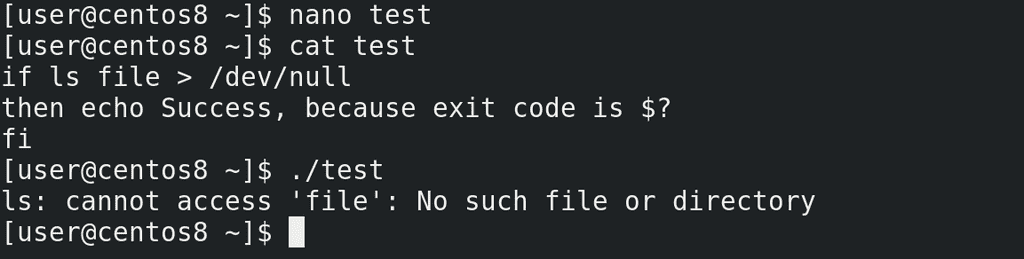 [user@centos8 ~]$ nano test
[user@centos8 ~]$ cat test
if ls file > /dev/null
then echo Success, because exit code is $?
fi
[user@centos8 ~]$ ./test
ls: cannot access 'file': No such file or directory
[user@centos8 ~]$